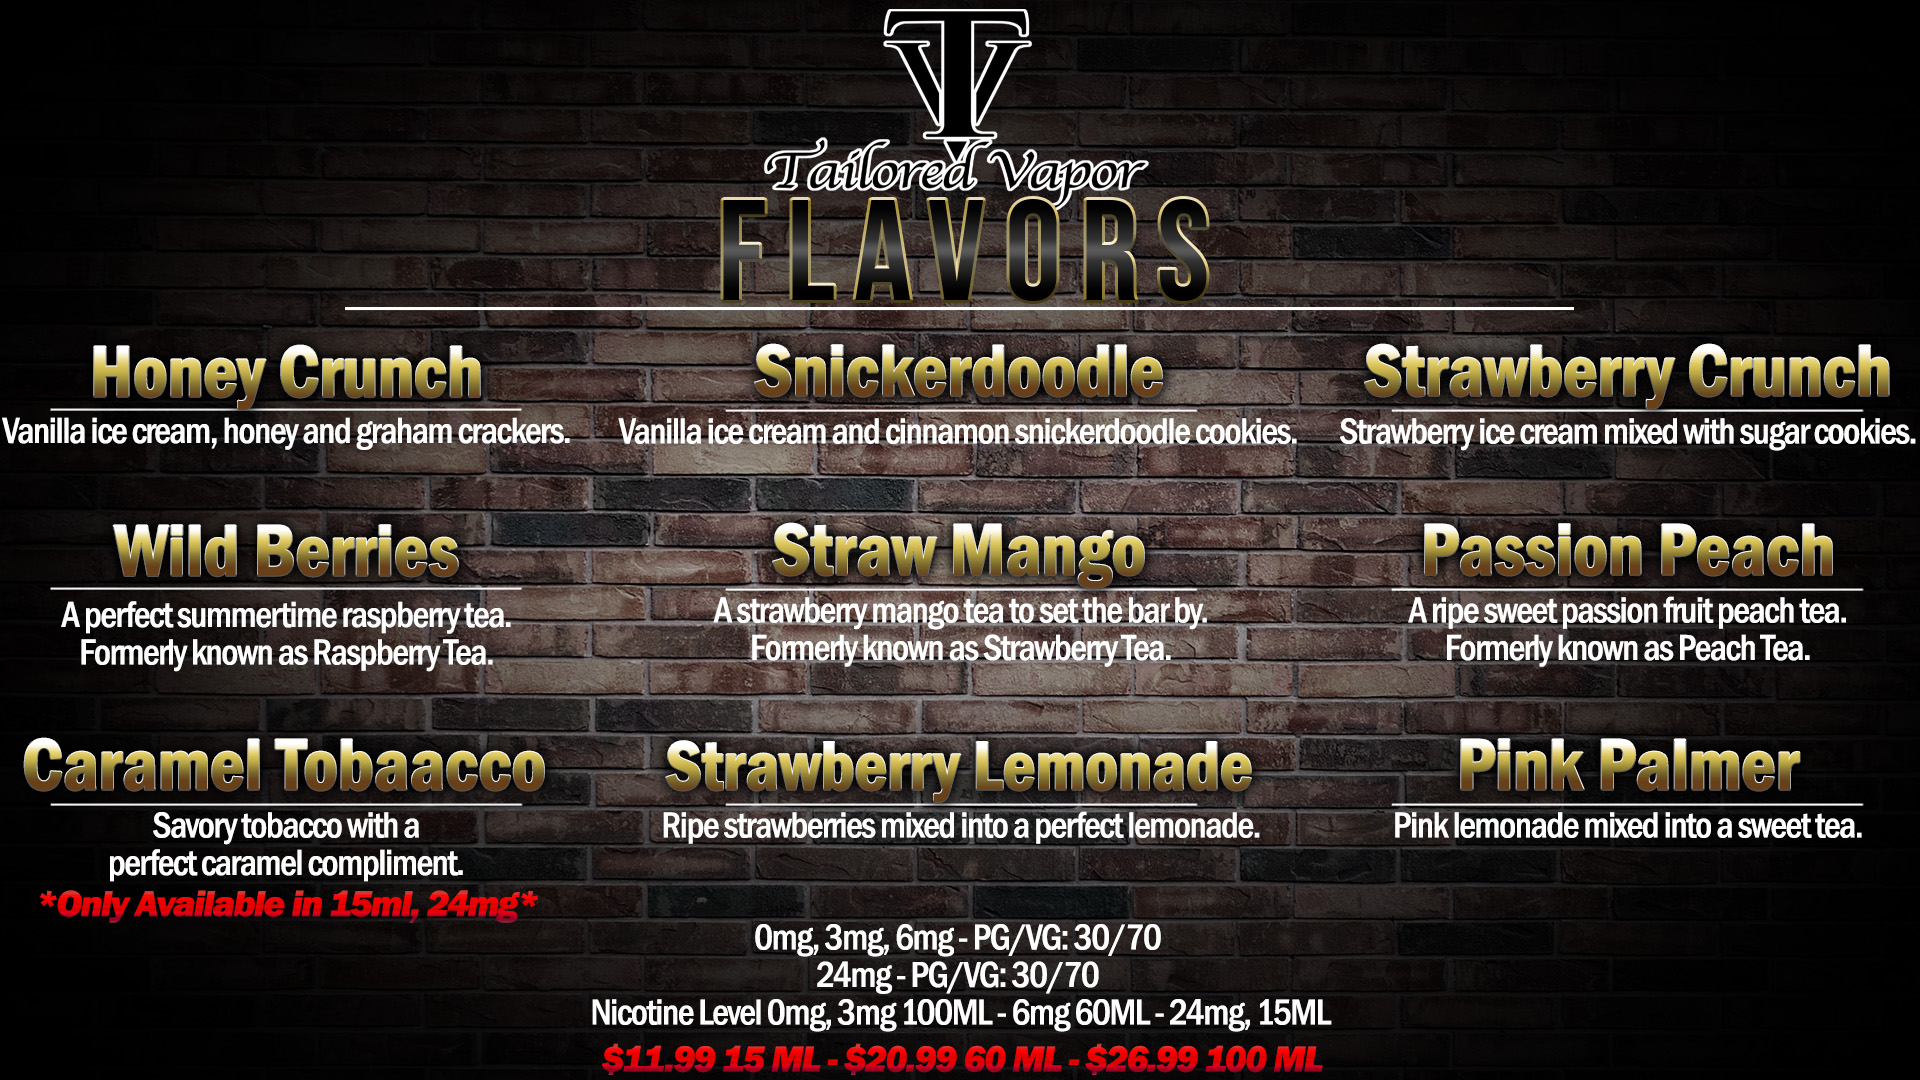 TV
Tailored Vapor
FLAVORS
Honey Crunch
Vanilla ice cream, honey and graham crackers.
Snickerdoodle
Vanilla ice cream and cinnamon snickerdoodle cookies.
Strawberry Crunch
Strawberry ice cream mixed with sugar cookies.
Wild Berries
A perfect summertime raspberry tea.
Formerly known as Raspberry Tea.
Straw Mango
A strawberry mango tea to set the bar by.
Formerly known as Strawberry Tea.
Passion Peach
A ripe sweet passion fruit peach tea.
Formerly known as Peach Tea.
Caramel Tobaacco
Savory tobacco with a
perfect caramel compliment.
*Only Available in 15ml, 24mg*
Strawberry Lemonade
Ripe strawberries mixed into a perfect lemonade.
Pink Palmer
Pink lemonade mixed into a sweet tea.
0mg, 3mg, 6mg - PG/VG: 30/70
24mg - PG/VG: 30/70
Nicotine Level 0mg, 3mg 100ML - 6mg 60ML - 24mg, 15ML
$11.99 15 ML - $20.99 60 ML - $26.99 100 ML